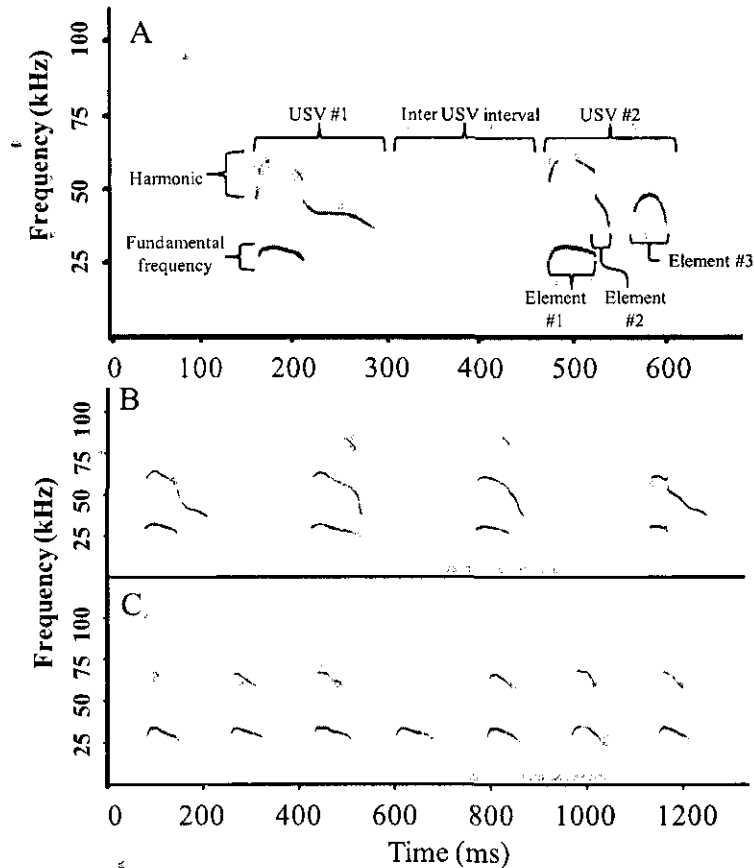 A
Frequency (kHz)
100
75
50
25
USV #1
Inter USV interval
USV #2
Harmonic
Fundamental
frequency
Element
#1
Element
#2
Element #3
0
100
200
300
400
500
600
B
100
75
50
25
Frequency (kHz)
C
100
75
50
25
0
200
400
600
800
1000
1200
Time (ms)